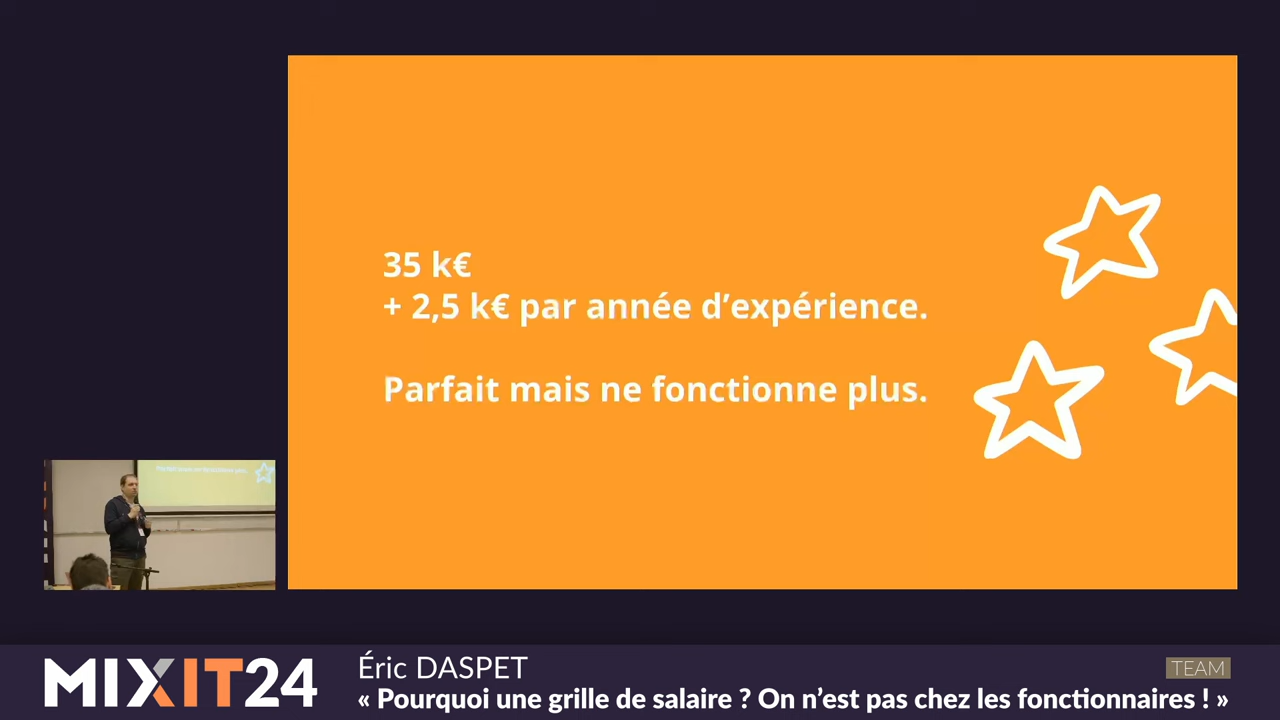 35 k€
+ 2,5 k€ par année d’expérience.
Parfait mais ne fonctionne plus.
MIXIT24
Éric DASPET
TEAM
« Pourquoi une grille de salaire ? On n’est pas chez les fonctionnaires ! »